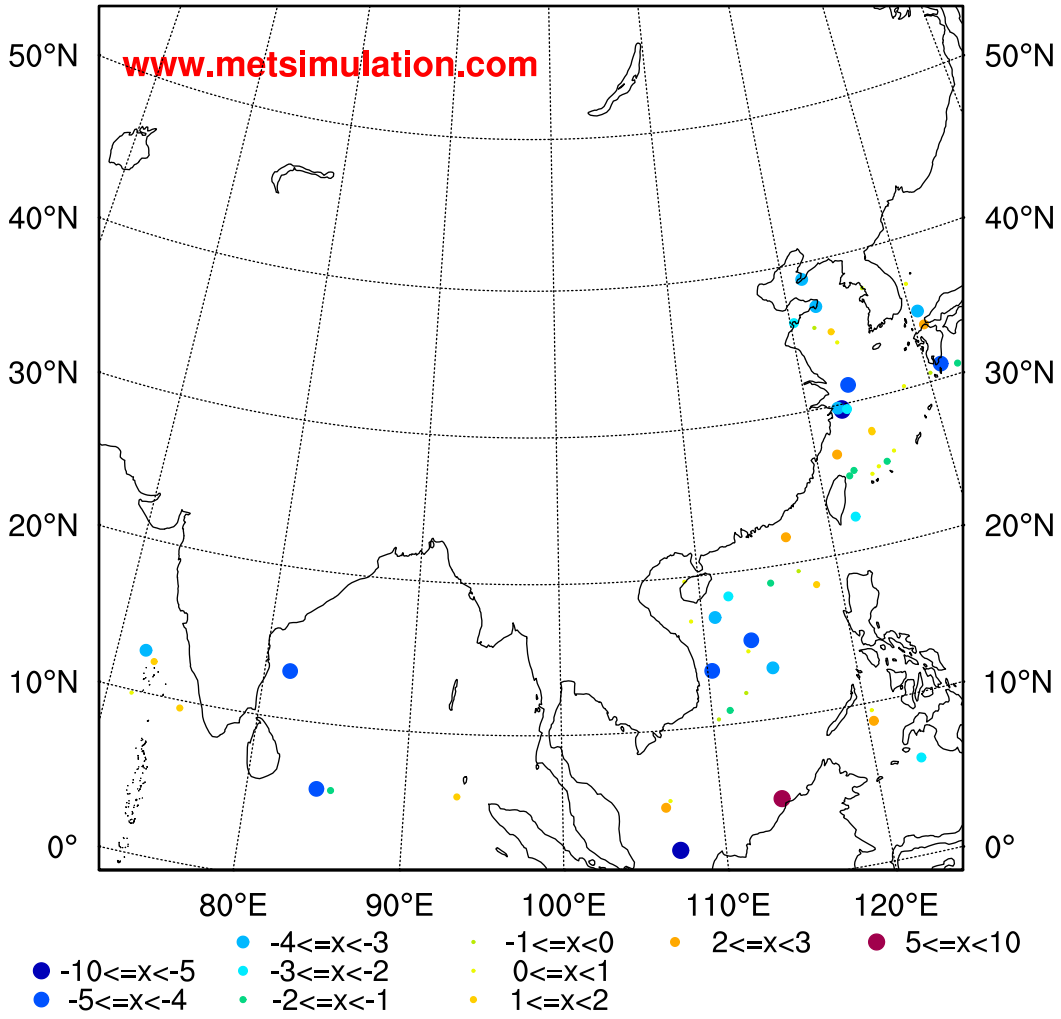 www.metsimulation.com
50°N 50°N
40°N 40°N
30°N 30°N
20°N 20°N
10°N 10°N
0° 0°
80°E 90°E 100°E 110°E 120°E
-4<=x<-3 -1<=x<0 2<=x<3 5<=x<10
-10<=x<-5 -3<=x<-2 0<=x<1
-5<=x<-4 -2<=x<-1 1<=x<2